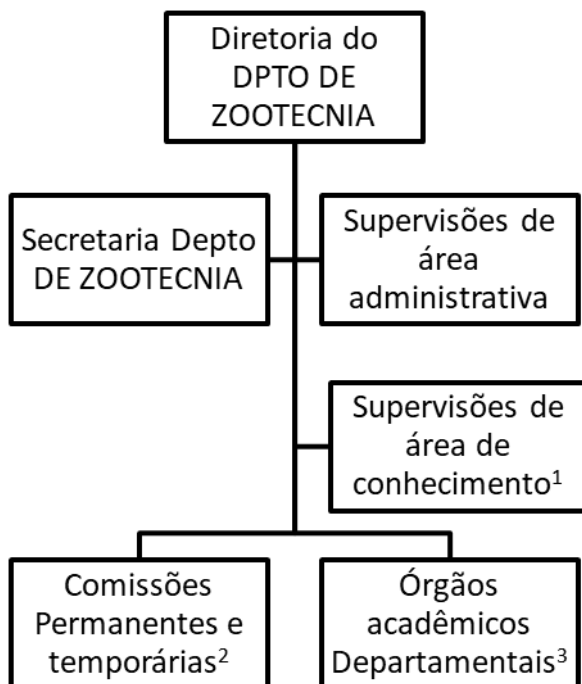 Diretoria do
DPTO DE
ZOOTECNIA
Secretaria Depto
DE ZOOTECNIA
Supervisões de
área
administrativa
Supervisões de
área de
conhecimento¹
Comissões
Permanentes e
temporárias²
Órgãos
acadêmicos
Departamentais³